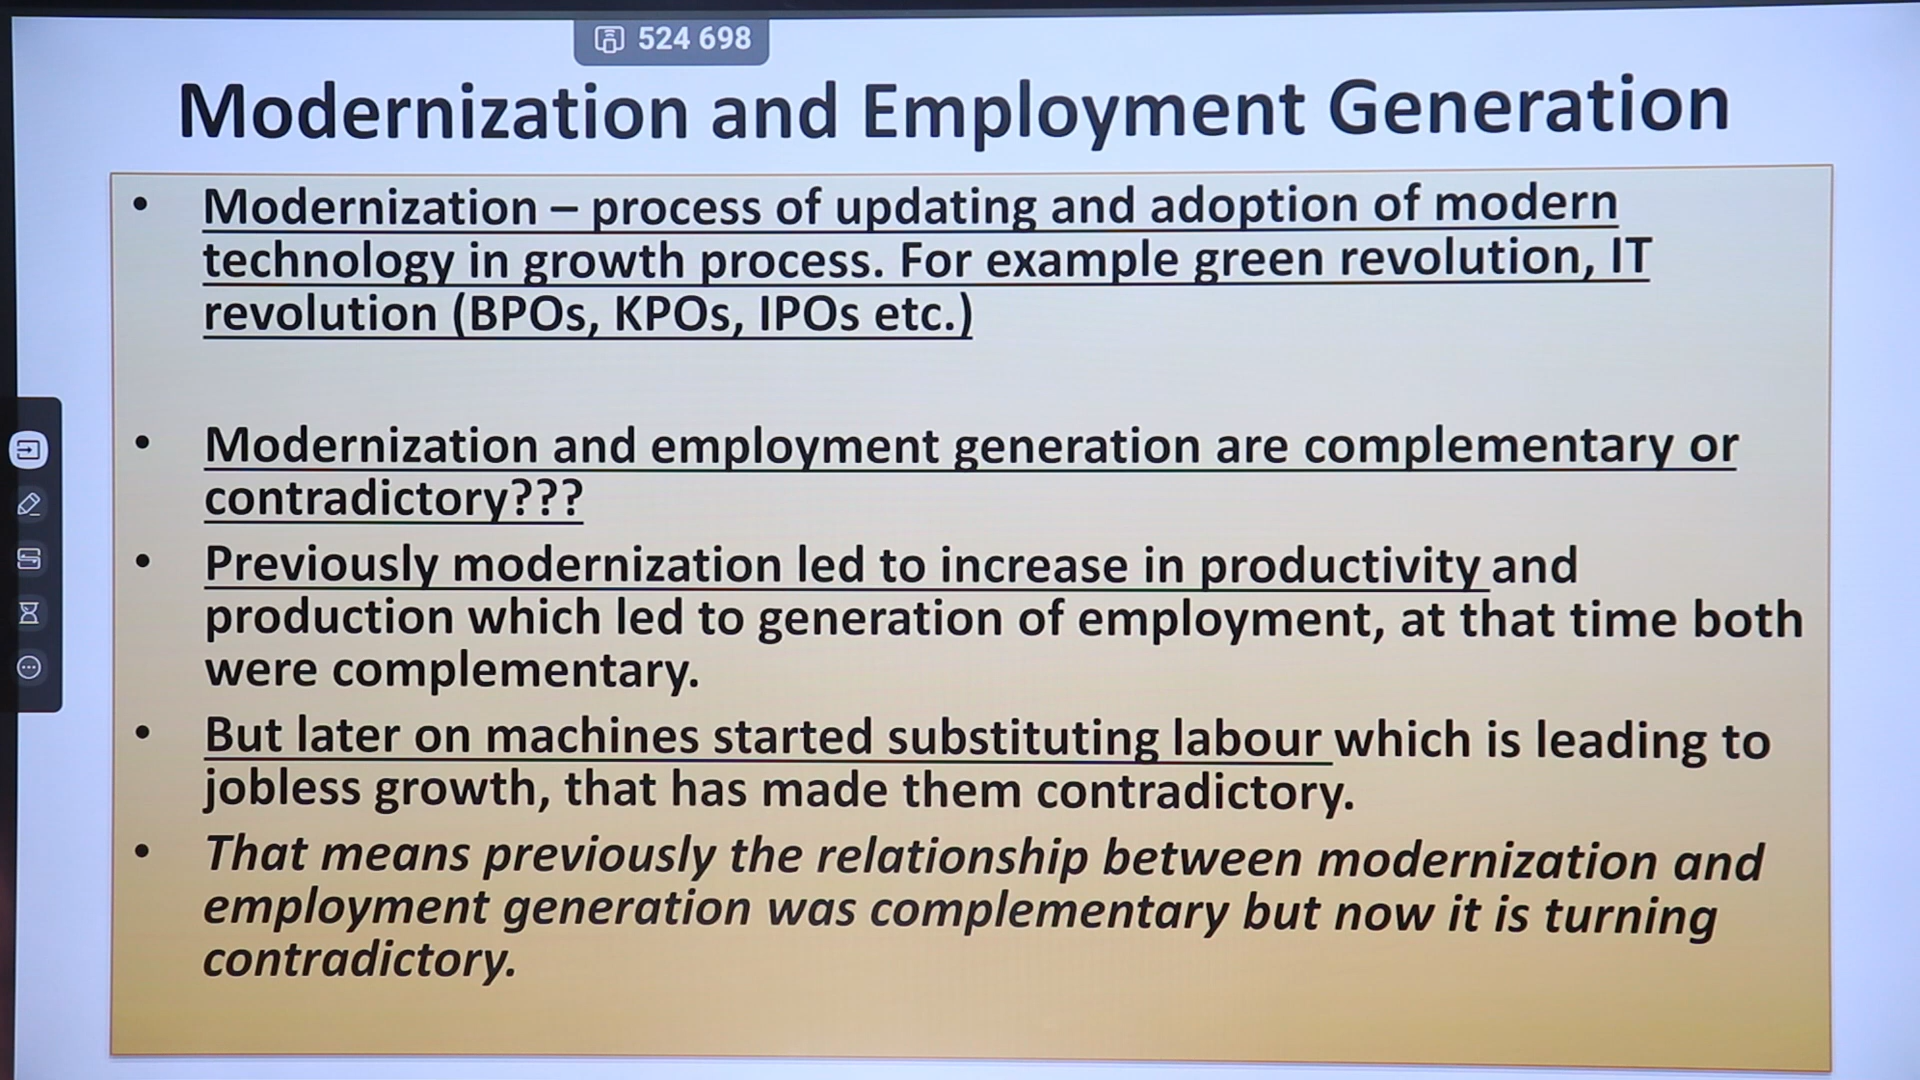 524 698
Modernization and Employment Generation
• Modernization – process of updating and adoption of modern
technology in growth process. For example green revolution, IT
revolution (BPOs, KPOs, IPOs etc.)
• Modernization and employment generation are complementary or
contradictory???
• Previously modernization led to increase in productivity and
production which led to generation of employment, at that time both
were complementary.
• But later on machines started substituting labour which is leading to
jobless growth, that has made them contradictory.
• That means previously the relationship between modernization and
employment generation was complementary but now it is turning
contradictory.